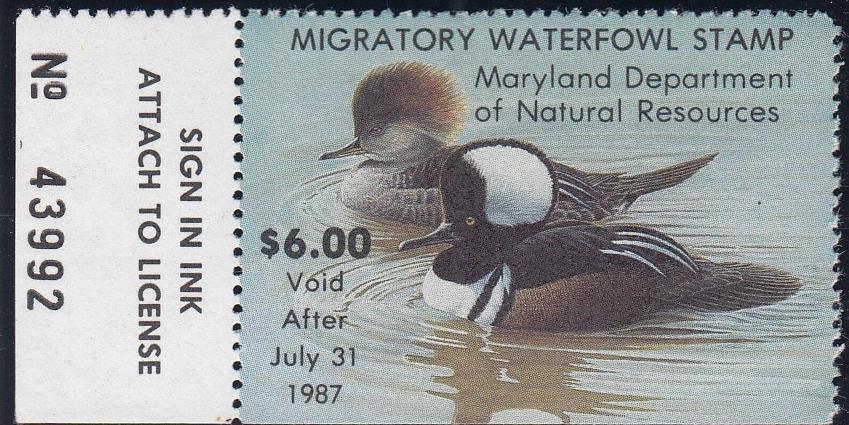 No 43992
SIGN IN INK
ATTACH TO LICENSE
MIGRATORY WATERFOWL STAMP
Maryland Department
of Natural Resources
$6.00
Void
After
July 31
1987